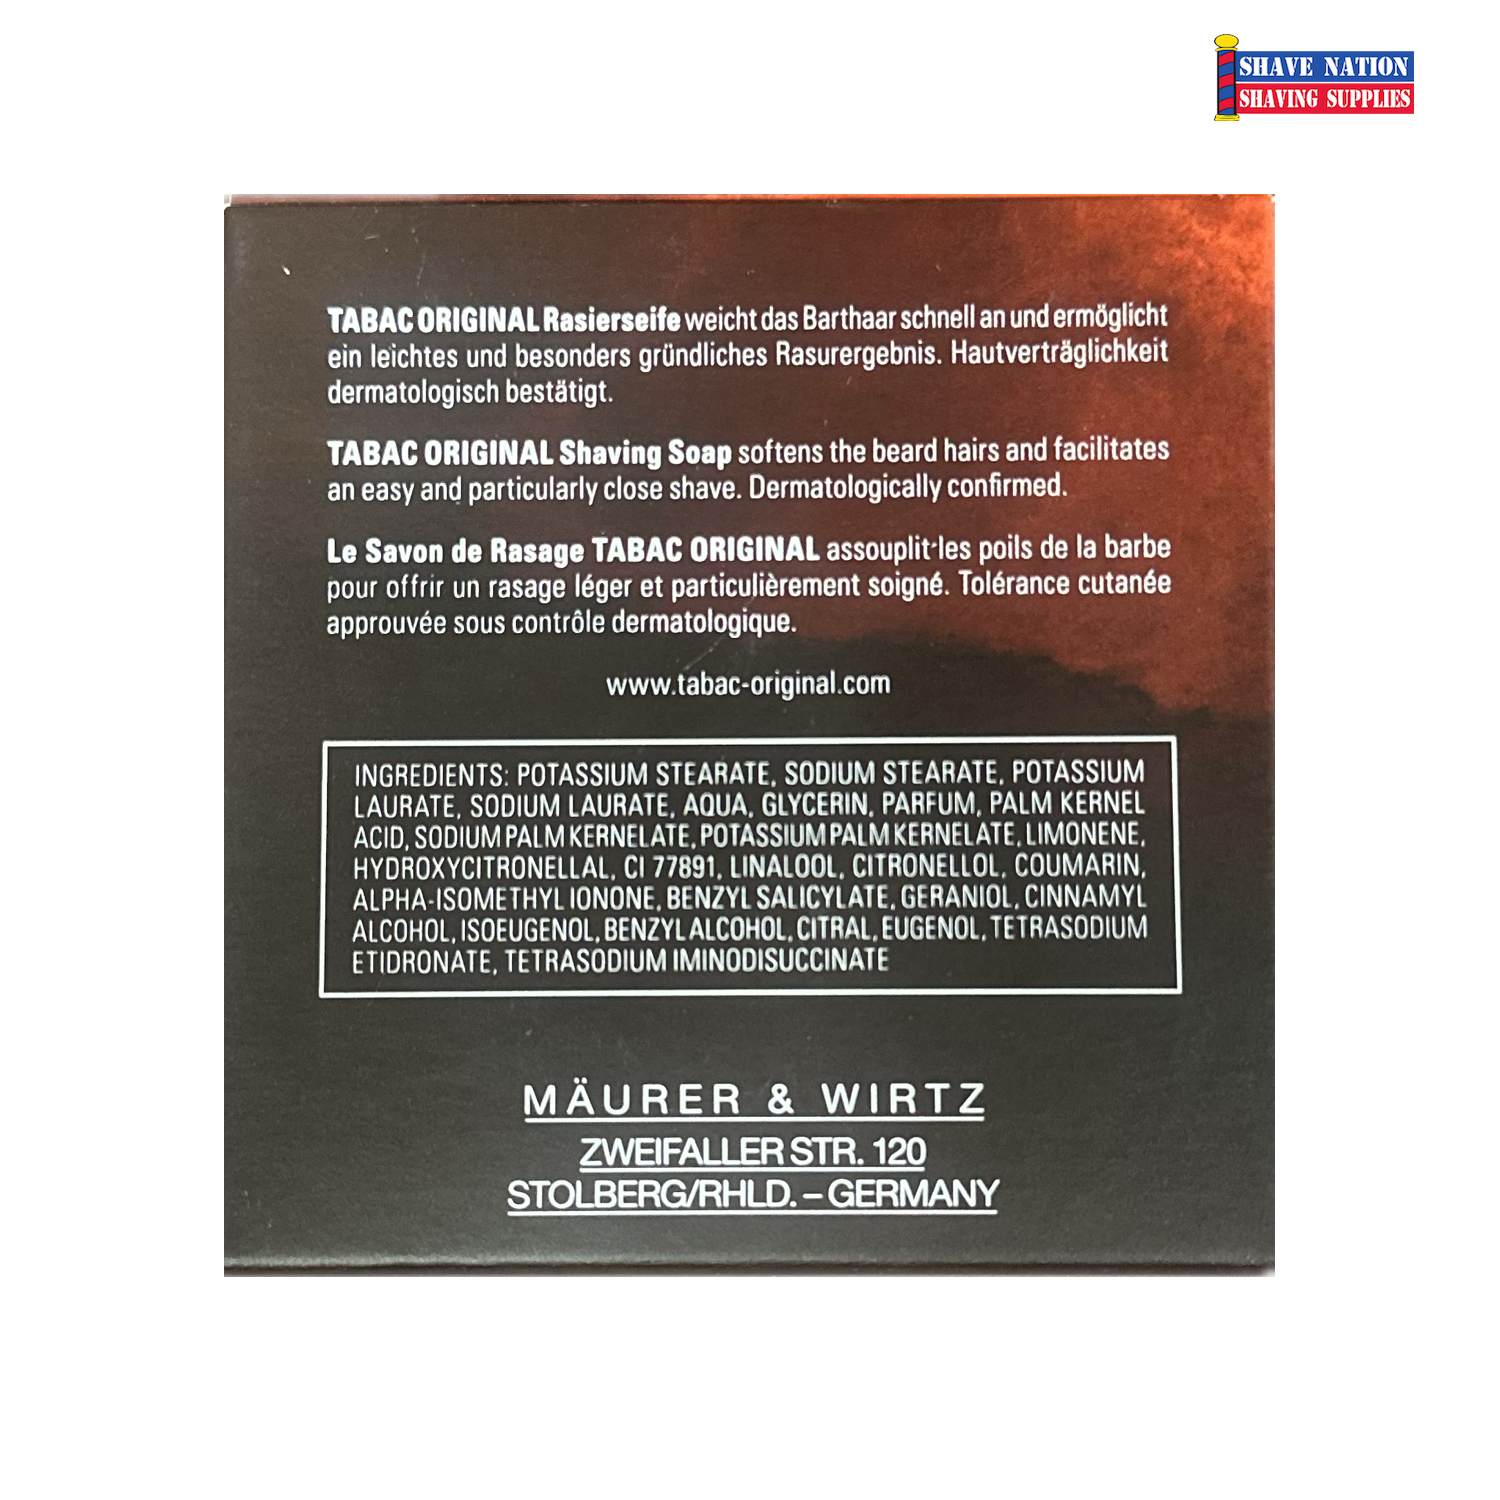 SHAVE NATION
SHAVING SUPPLIES
TABAC ORIGINAL Rasierseife weicht das Barthaar schnell an und ermöglicht
ein leichtes und besonders gründliches Rasurergebnis. Hautverträglichkeit
dermatologisch bestätigt.
TABAC ORIGINAL Shaving Soap softens the beard hairs and facilitates
an easy and particularly close shave. Dermatologically confirmed.
Le Savon de Rasage TABAC ORIGINAL assouplit les poils de la barbe
pour offrir un rasage léger et particulièrement soigné. Tolérance cutanée
approuvée sous contrôle dermatologique.
www.tabac-original.com
INGREDIENTS: POTASSIUM STEARATE, SODIUM STEARATE, POTASSIUM
LAURATE, SODIUM LAURATE, AQUA, GLYCERIN, PARFUM, PALM KERNEL
ACID, SODIUM PALM KERNELATE, POTASSIUM PALM KERNELATE, LIMONENE,
HYDROXYCITRONELLAL, CI 77891, LINALOOL, CITRONELLOL, COUMARIN,
ALPHA-ISOMETHYL IONONE, BENZYL SALICYLATE, GERANIOL, CINNAMYL
ALCOHOL, ISOEUGENOL, BENZYL ALCOHOL, CITRAL, EUGENOL, TETRASODIUM
ETIDRONATE, TETRASODIUM IMINODISUCCINATE
MÄURER & WIRTZ
ZWEIFALLER STR. 120
STOLBERG/RHLD. – GERMANY